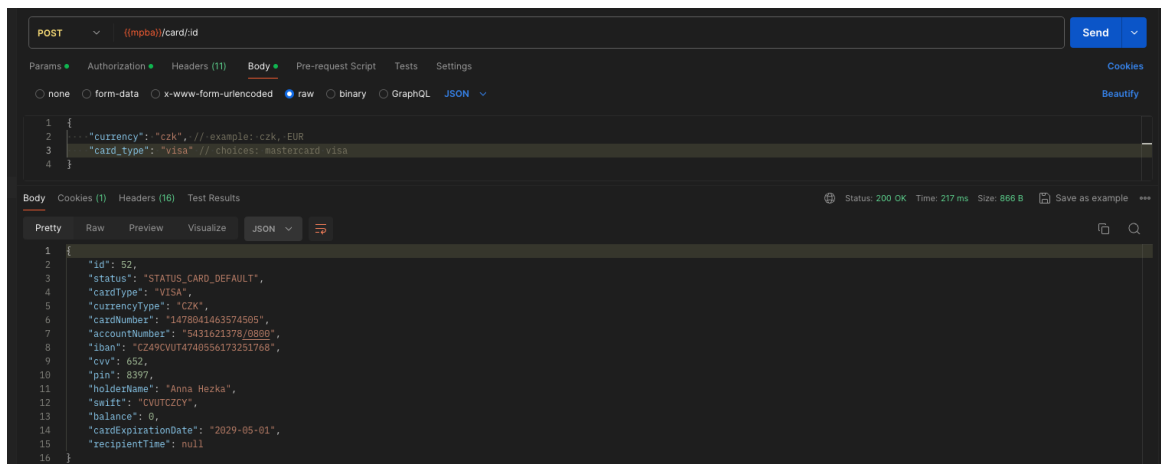 POST {{mpba}}/card/:id Send
Params Authorization Headers (11) Body Pre-request Script Tests Settings Cookies
none form-data x-www-form-urlencoded raw binary GraphQL JSON Beautify
1 {
2 ····"currency":·"czk",·//·example:·czk,·EUR
3 "card_type": "visa" // choices: mastercard visa
4 }
Body Cookies (1) Headers (16) Test Results Status: 200 OK Time: 217 ms Size: 866 B Save as example
Pretty Raw Preview Visualize JSON
1 {
2 "id": 52,
3 "status": "STATUS_CARD_DEFAULT",
4 "cardType": "VISA",
5 "currencyType": "CZK",
6 "cardNumber": "1478041463574505",
7 "accountNumber": "5431621378/0800",
8 "iban": "CZ49CVUT4740556173251768",
9 "cvv": 652,
10 "pin": 8397,
11 "holderName": "Anna Hezka",
12 "swift": "CVUTCZCY",
13 "balance": 0,
14 "cardExpirationDate": "2029-05-01",
15 "recipientTime": null
16 }